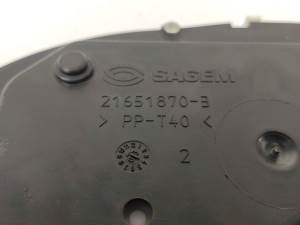 SAGEM
21651870-B
> PP-T40 <
2